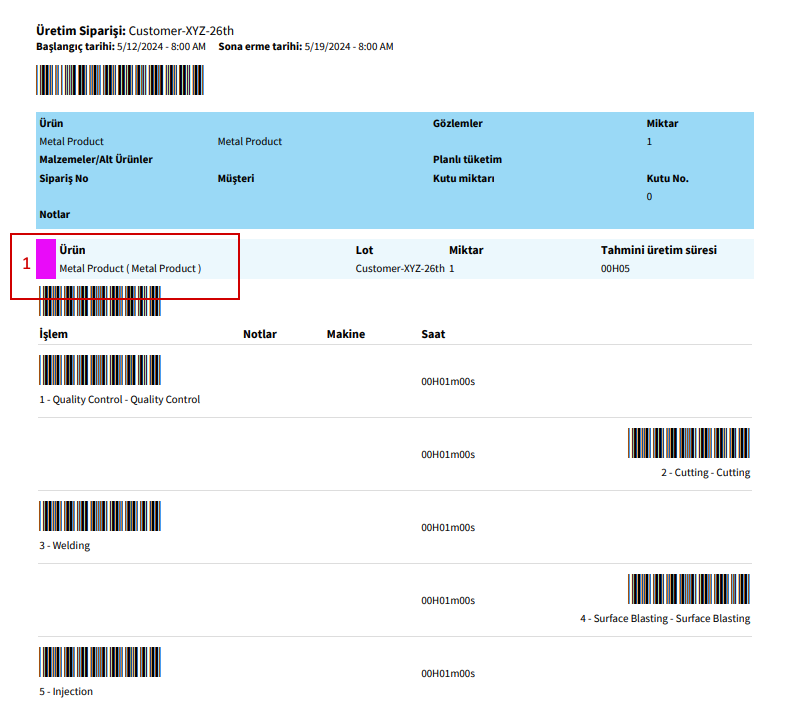 Üretim Siparişi: Customer-XYZ-26th
Başlangıç tarihi: 5/12/2024 - 8:00 AM Sona erme tarihi: 5/19/2024 - 8:00 AM
Ürün Gözlemler Miktar
Metal Product Metal Product 1
Malzemeler/Alt Ürünler Planlı tüketim
Sipariş No Müşteri Kutu miktarı Kutu No.
0
Notlar
1
Ürün Lot Miktar Tahmini üretim süresi
Metal Product ( Metal Product ) Customer-XYZ-26th 1 00H05
İşlem Notlar Makine Saat
00H01m00s
1 - Quality Control - Quality Control
00H01m00s
2 - Cutting - Cutting
00H01m00s
3 - Welding
00H01m00s
4 - Surface Blasting - Surface Blasting
00H01m00s
5 - Injection